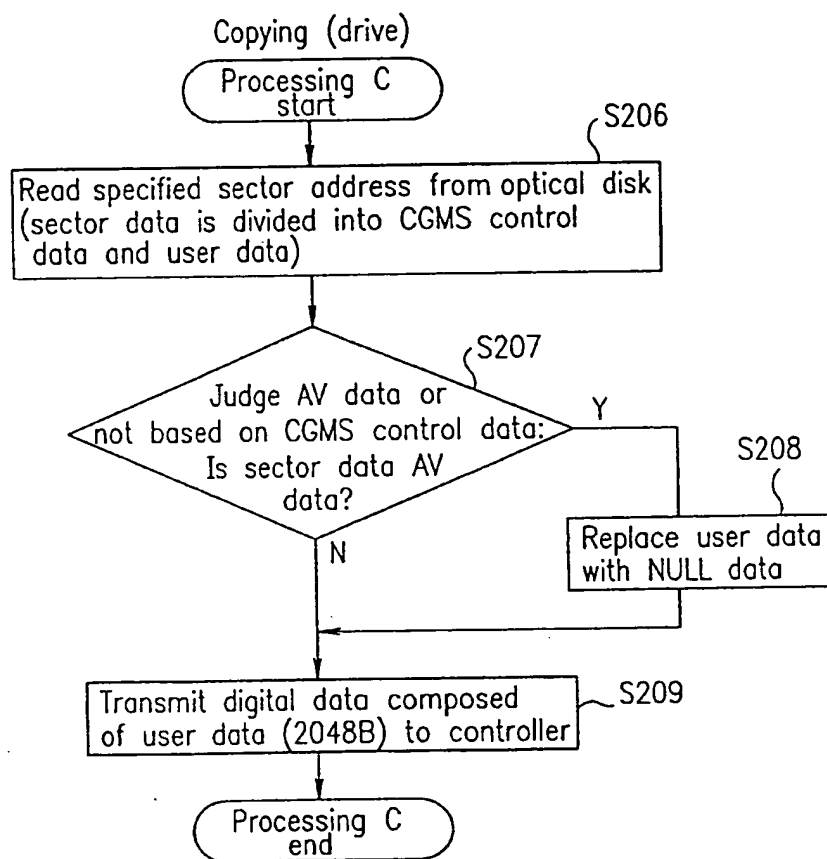 Copying (drive)
Processing C
start
S206
Read specified sector address from optical disk
(sector data is divided into CGMS control
data and user data)
S207
Judge AV data or
not based on CGMS control data:
Is sector data AV
data?
Y
N
S208
Replace user data
with NULL data
Transmit digital data composed
of user data (2048B) to controller
S209
Processing C
end